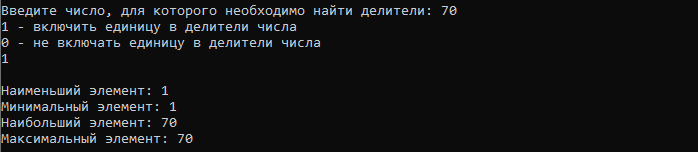 Введите число, для которого необходимо найти делители: 70
1 - включить единицу в делители числа
0 - не включать единицу в делители числа
1
Наименьший элемент: 1
Минимальный элемент: 1
Наибольший элемент: 70
Максимальный элемент: 70